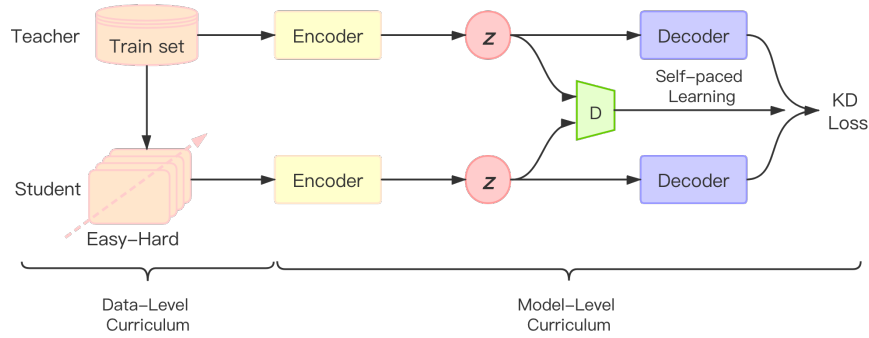 Teacher
Train set
Encoder
z
Decoder
Self-paced
Learning
D
KD
Loss
Student
Encoder
z
Decoder
Easy-Hard
Data-Level
Curriculum
Model-Level
Curriculum